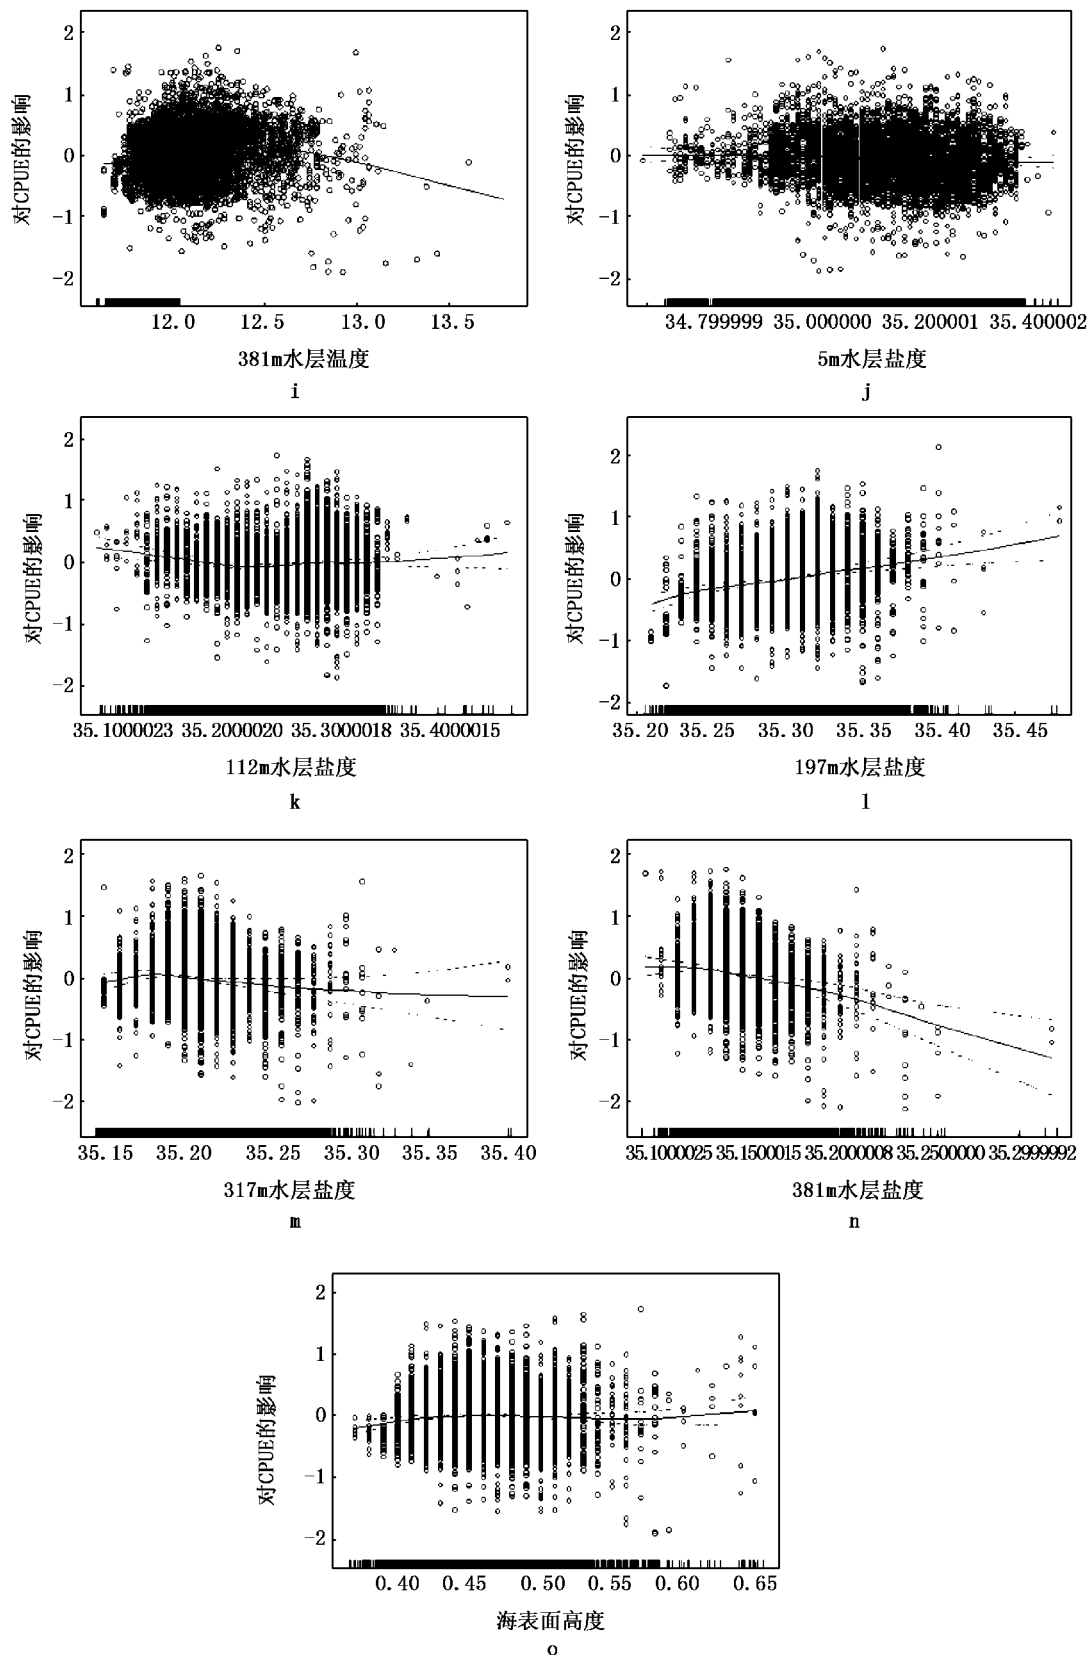 2
1
0
-1
-2
对CPUE的影响
12.0 12.5 13.0 13.5
381m水层温度
i
2
1
0
-1
-2
对CPUE的影响
34.799999 35.000000 35.200001 35.400002
5m水层盐度
j
2
1
0
-1
-2
对CPUE的影响
35.1000023 35.2000020 35.3000018 35.4000015
112m水层盐度
k
2
1
0
-1
-2
对CPUE的影响
35.20 35.25 35.30 35.35 35.40 35.45
197m水层盐度
l
2
1
0
-1
-2
对CPUE的影响
35.15 35.20 35.25 35.30 35.35 35.40
317m水层盐度
m
2
1
0
-1
-2
对CPUE的影响
35.1000025 35.1500015 35.2000008 35.2500000 35.2999992
381m水层盐度
n
2
1
0
-1
-2
对CPUE的影响
0.40 0.45 0.50 0.55 0.60 0.65
海表面高度
o